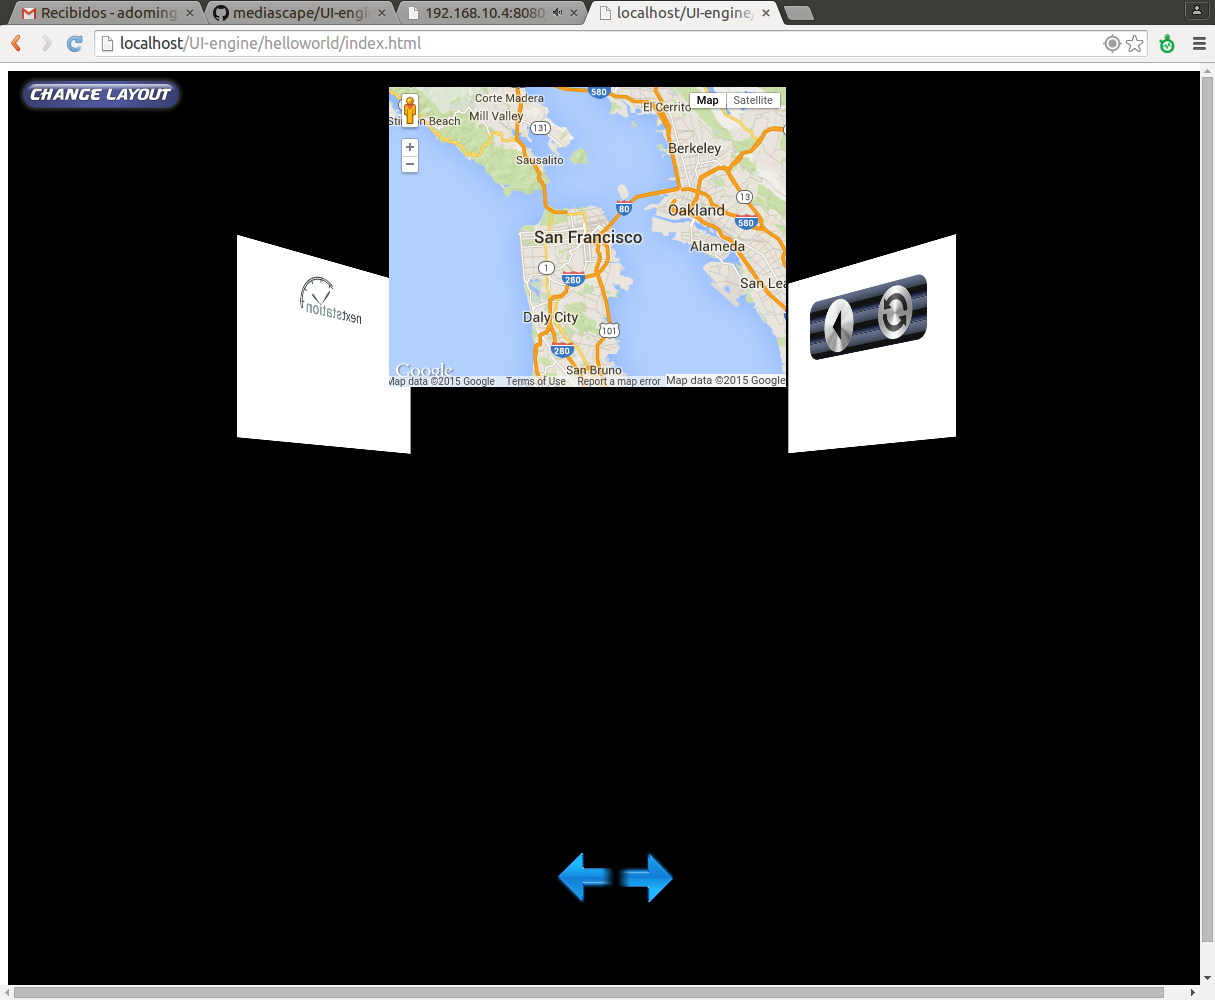 Recibidos - adoming
mediascape/UI-engi
192.168.10.4:8080
localhost/UI-engine/
localhost/UI-engine/helloworld/index.html
CHANGE LAYOUT
Corte Madera
580
El Cerrito
Map
Satellite
Mill Valley
131
Berkeley
Sausalito
13
80
Oakland
580
San Francisco
Alameda
1
280
San Lea
Daly City
101
280
San Bruno
Google
Map data ©2015 Google
Terms of Use
Report a map error
Map data ©2015 Google
nextstation